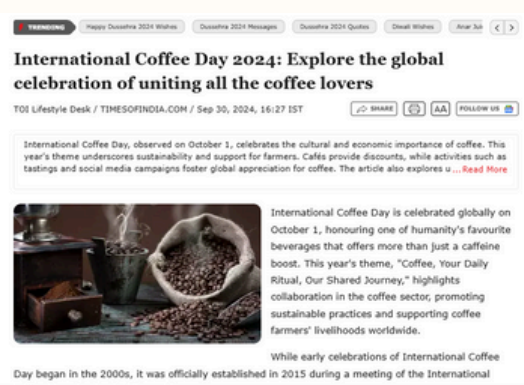 TRENDING
Happy Dussehra 2024 Wishes
Dussehra 2024 Messages
Dussehra 2024 Quotes
Diwali Wishes
International Coffee Day 2024: Explore the global
celebration of uniting all the coffee lovers
TOI Lifestyle Desk / TIMESOFINDIA.COM / Sep 30, 2024, 16:27 IST
SHARE
AA
FOLLOW US
International Coffee Day, observed on October 1, celebrates the cultural and economic importance of coffee. This
year's theme underscores sustainability and support for farmers. Cafés provide discounts, while activities such as
tastings and social media campaigns foster global appreciation for coffee. The article also explores u...Read More
International Coffee Day is celebrated globally on
October 1, honouring one of humanity's favourite
beverages that offers more than just a caffeine
boost. This year's theme, "Coffee, Your Daily
Ritual, Our Shared Journey," highlights
collaboration in the coffee sector, promoting
sustainable practices and supporting coffee
farmers' livelihoods worldwide.
While early celebrations of International Coffee
Day began in the 2000s, it was officially established in 2015 during a meeting of the International